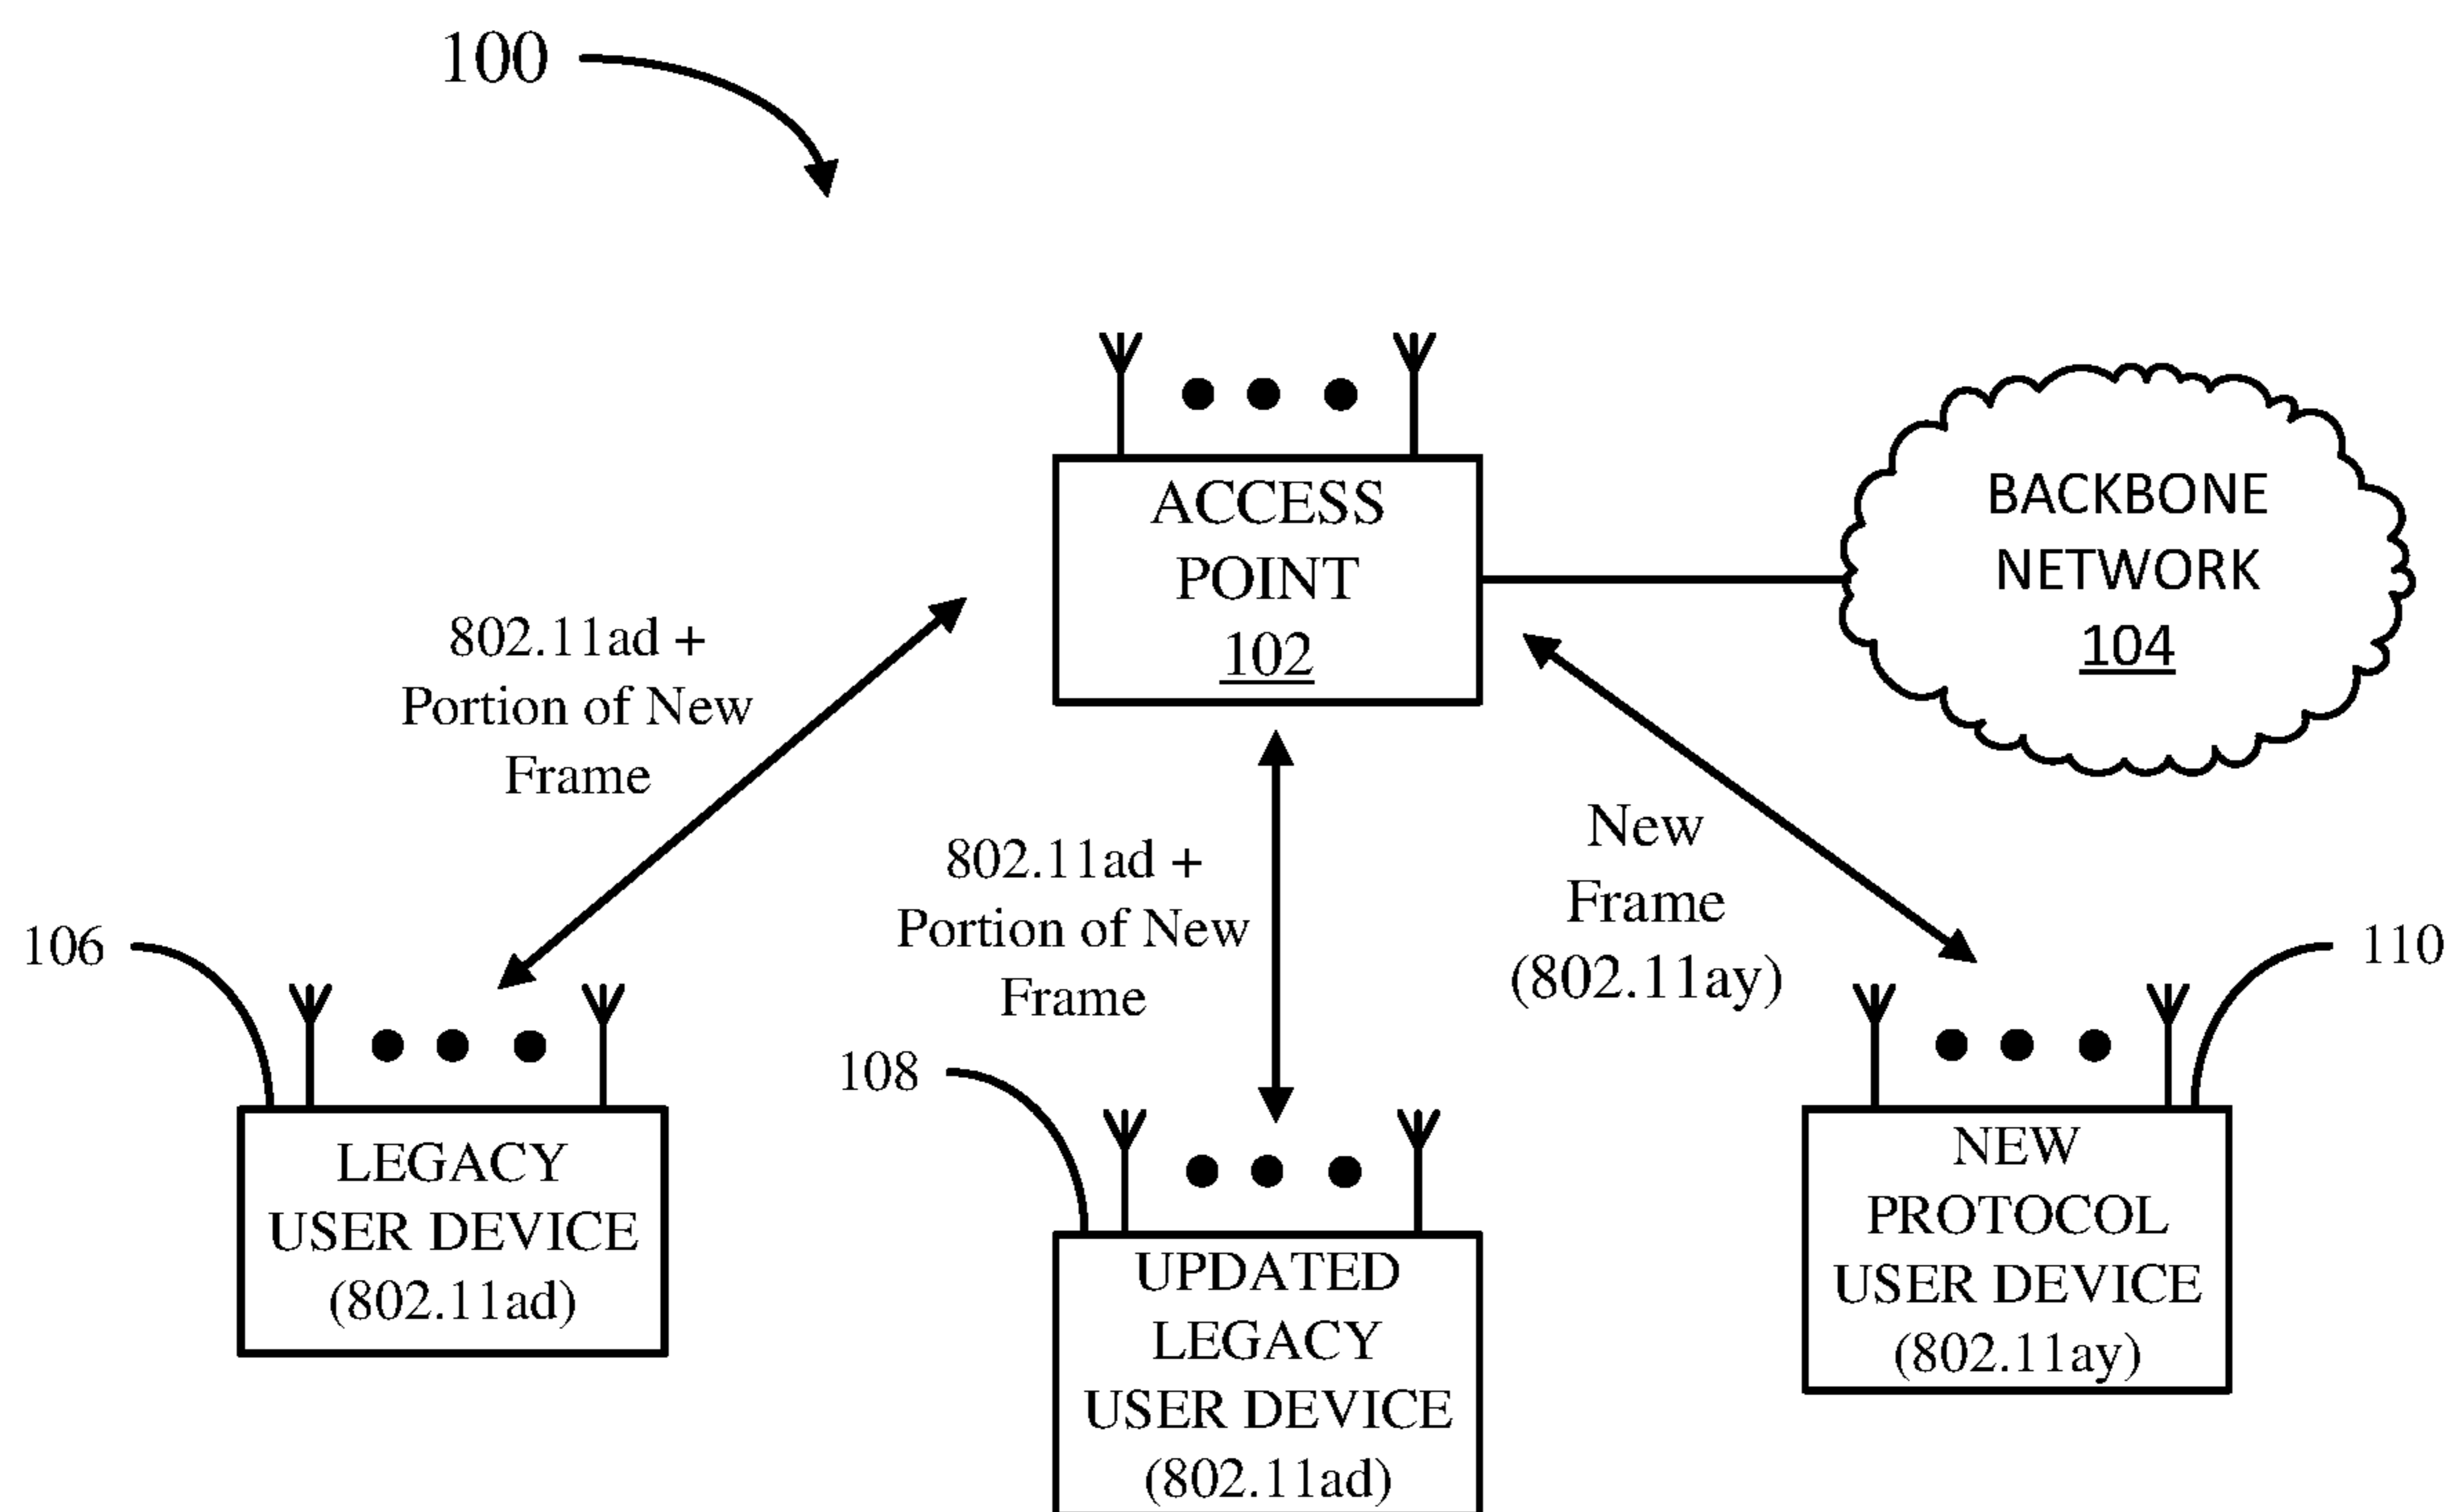 100
ACCESS
POINT
102
BACKBONE
NETWORK
104
802.11ad +
Portion of New
Frame
802.11ad +
Portion of New
Frame
New
Frame
(802.11ay)
106
108
110
LEGACY
USER DEVICE
(802.11ad)
UPDATED
LEGACY
USER DEVICE
(802.11ad)
NEW
PROTOCOL
USER DEVICE
(802.11ay)